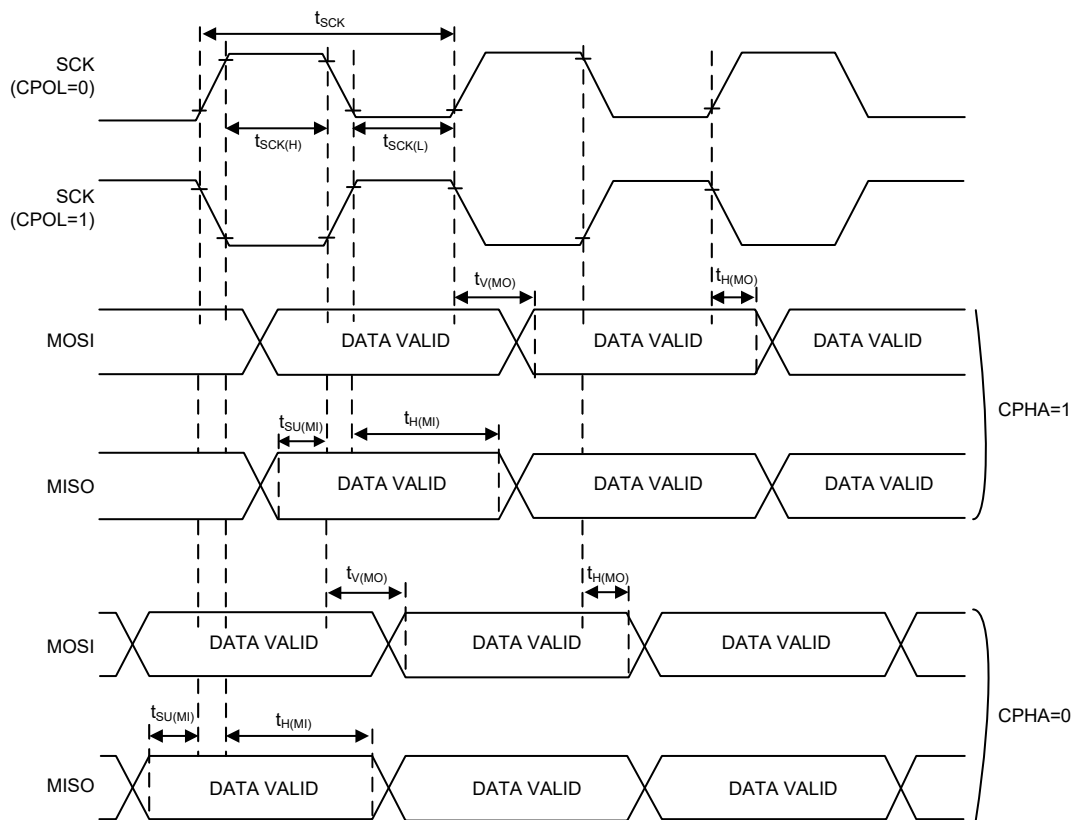 tSCK
SCK
(CPOL=0)
tSCK(H)
tSCK(L)
SCK
(CPOL=1)
tV(MO)
tH(MO)
MOSI
DATA VALID
DATA VALID
DATA VALID
CPHA=1
tSU(MI)
tH(MI)
MISO
DATA VALID
DATA VALID
DATA VALID
tV(MO)
tH(MO)
MOSI
DATA VALID
DATA VALID
DATA VALID
CPHA=0
tSU(MI)
tH(MI)
MISO
DATA VALID
DATA VALID
DATA VALID